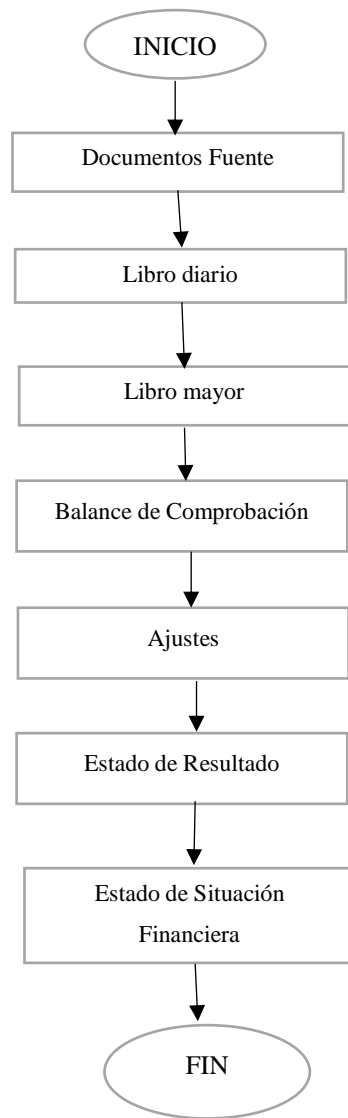 INICIO
Documentos Fuente
Libro diario
Libro mayor
Balance de Comprobación
Ajustes
Estado de Resultado
Estado de Situación
Financiera
FIN